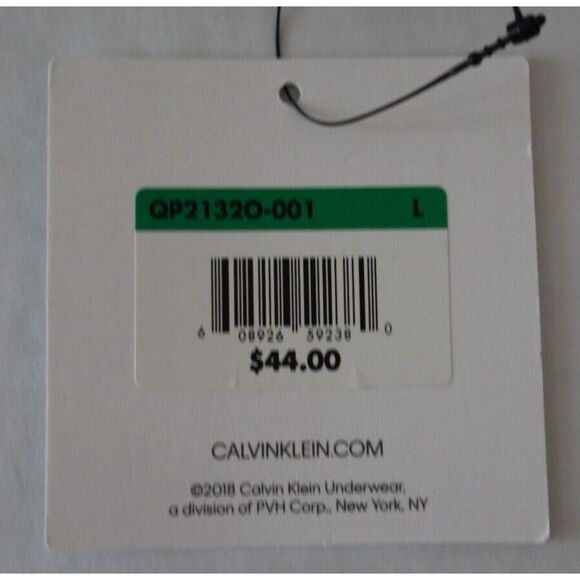 QP2132O-001 L
6 08926 59238 0
$44.00
CALVINKLEIN.COM
©2018 Calvin Klein Underwear,
a division of PVH Corp., New York, NY